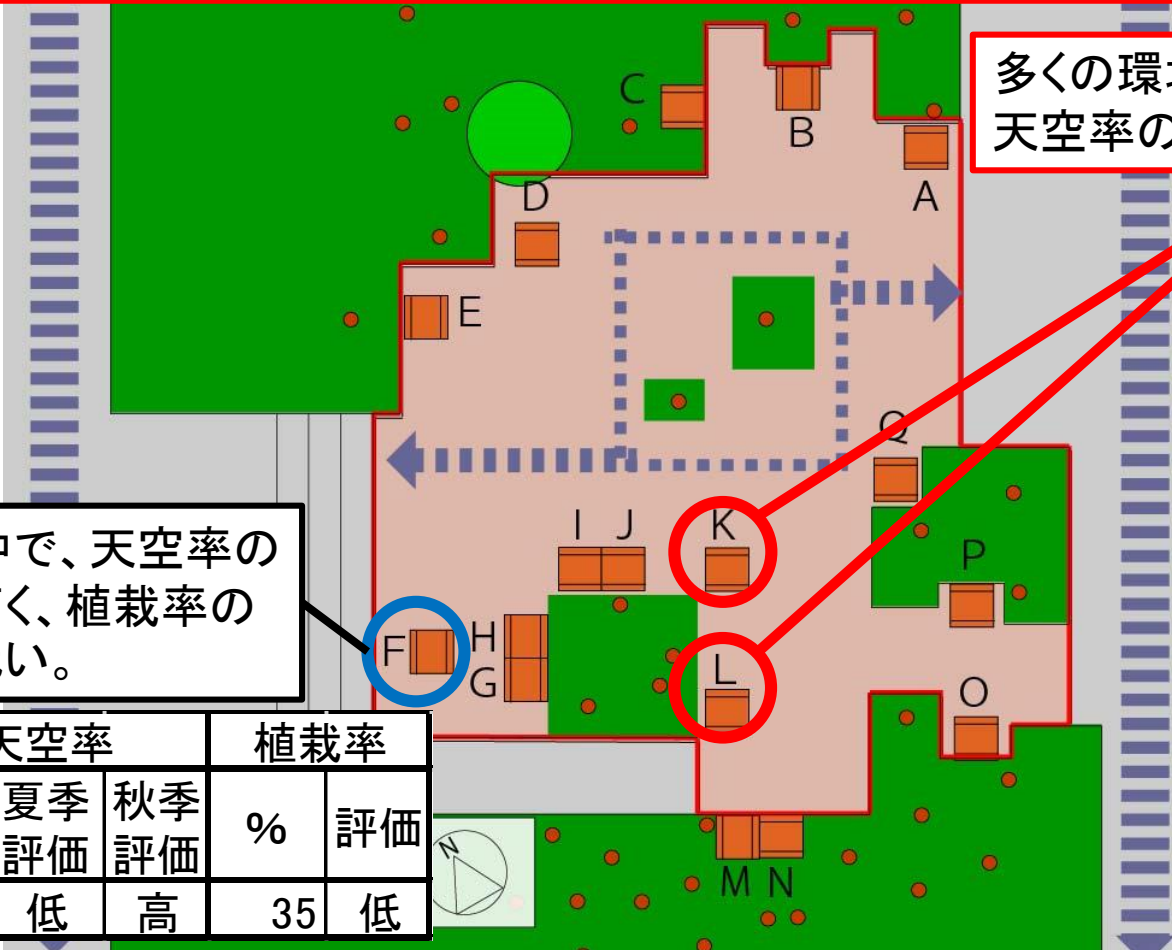 多くの環
天空率の
C
B
A
D
E
Q
I J
K
P
中で、天空率の
く、植栽率の
い。
F
H
G
L
O
天空率 植栽率
夏季 秋季 % 評価
評価 評価
低 高 35 低
N
M N